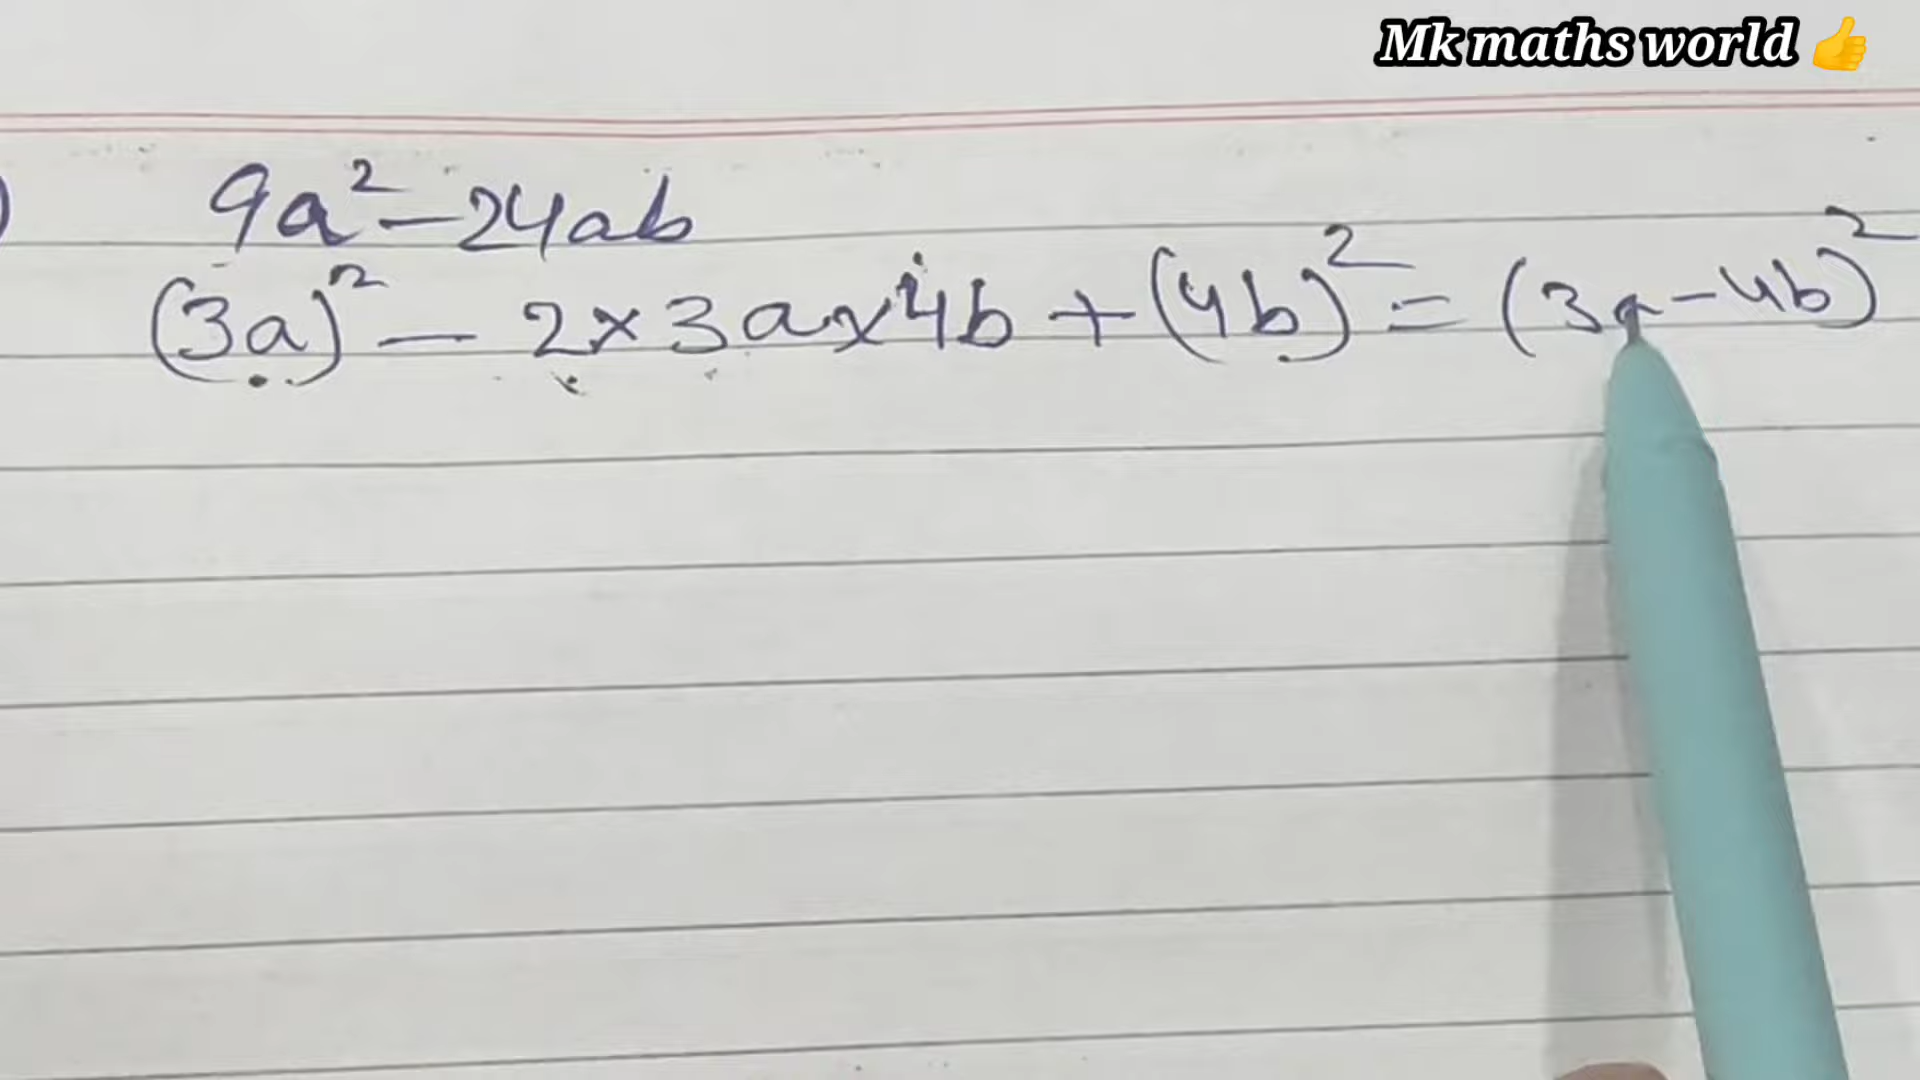 Mk maths world 👍
) 9a² - 24ab
(3a)² - 2 × 3a × 4b + (4b)² = (3a - 4b)²